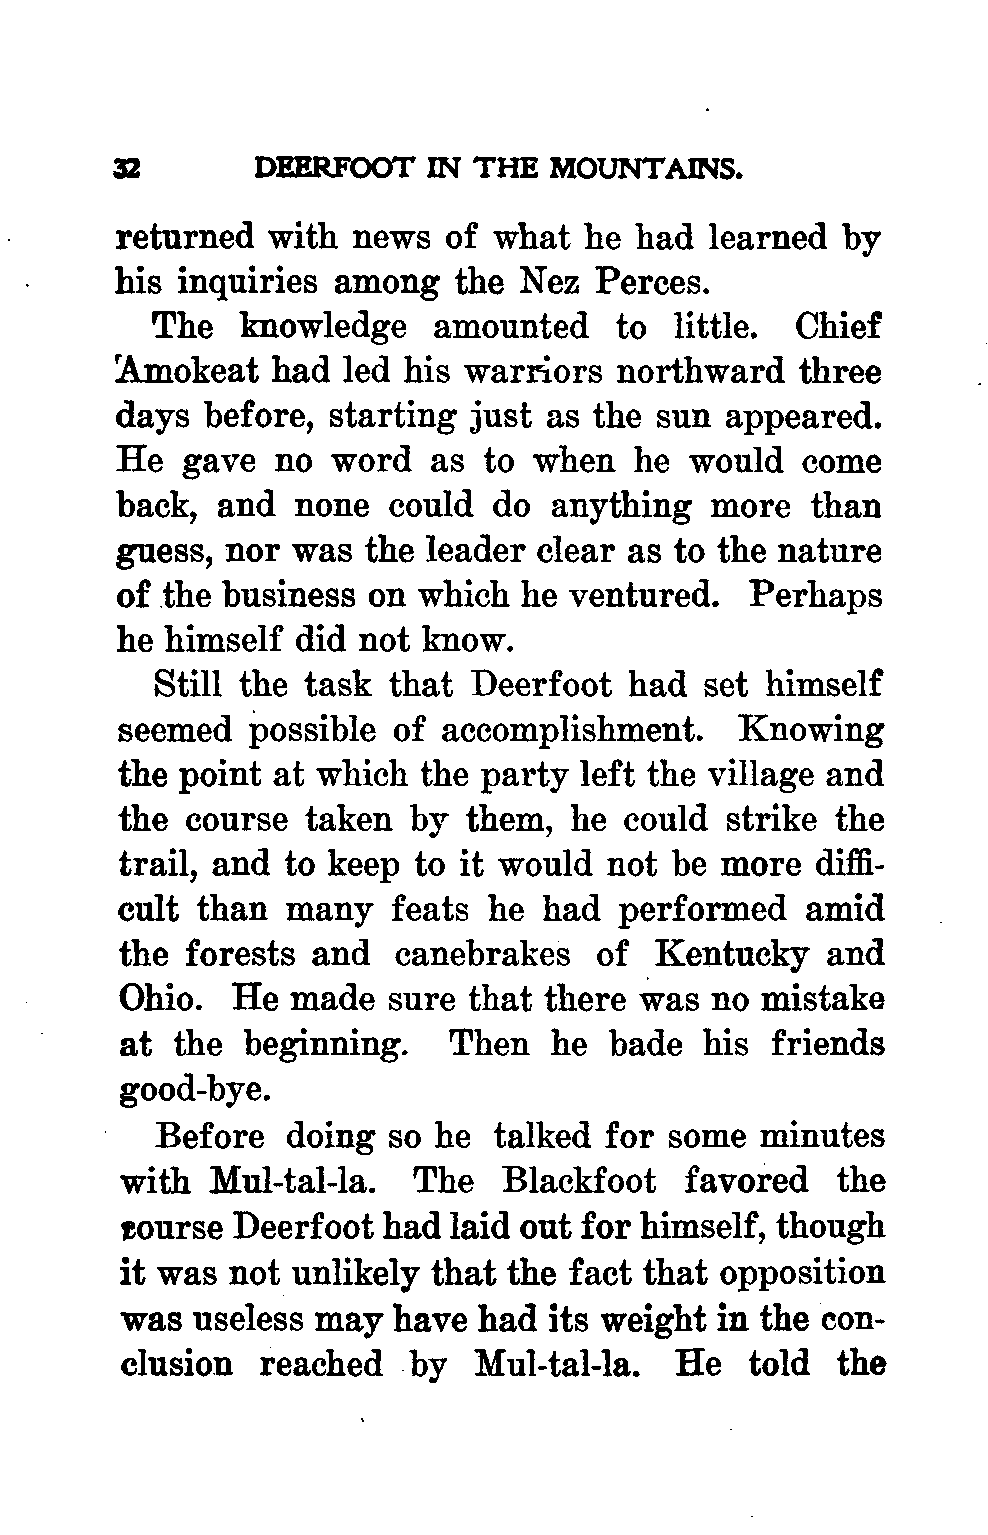 32 DEERFOOT IN THE MOUNTAINS.
returned with news of what he had learned by
his inquiries among the Nez Perces.
The knowledge amounted to little. Chief
'Amokeat had led his warriors northward three
days before, starting just as the sun appeared.
He gave no word as to when he would come
back, and none could do anything more than
guess, nor was the leader clear as to the nature
of the business on which he ventured. Perhaps
he himself did not know.
Still the task that Deerfoot had set himself
seemed possible of accomplishment. Knowing
the point at which the party left the village and
the course taken by them, he could strike the
trail, and to keep to it would not be more diffi-
cult than many feats he had performed amid
the forests and canebrakes of Kentucky and
Ohio. He made sure that there was no mistake
at the beginning. Then he bade his friends
good-bye.
Before doing so he talked for some minutes
with Mul-tal-la. The Blackfoot favored the
course Deerfoot had laid out for himself, though
it was not unlikely that the fact that opposition
was useless may have had its weight in the con-
clusion reached by Mul-tal-la. He told the